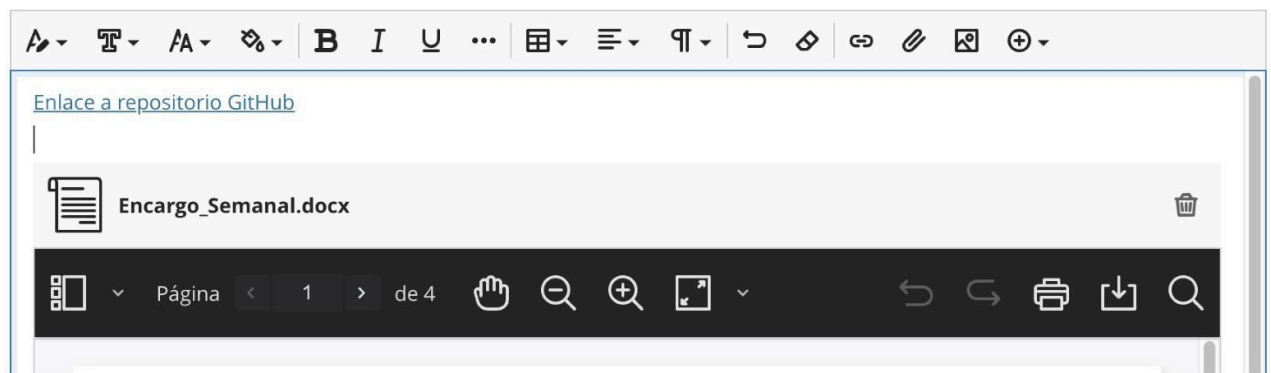 B I U
Enlace a repositorio GitHub
Encargo_Semanal.docx
Página 1 de 4